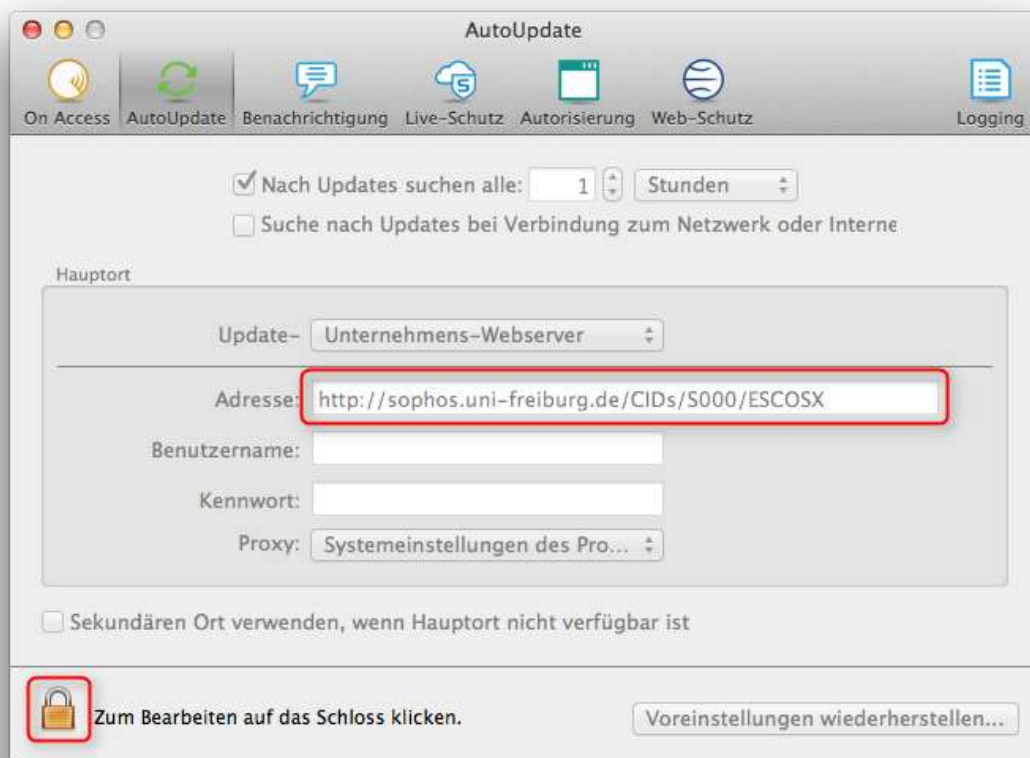 AutoUpdate
On Access AutoUpdate Benachrichtigung Live-Schutz Autorisierung Web-Schutz Logging
Nach Updates suchen alle: 1 Stunden
Suche nach Updates bei Verbindung zum Netzwerk oder Interne
Hauptort
Update- Unternehmens-Webserver
Adresse: http://sophos.uni-freiburg.de/CIDs/S000/ESCOSX
Benutzername:
Kennwort:
Proxy: Systemeinstellungen des Pro...
Sekundären Ort verwenden, wenn Hauptort nicht verfügbar ist
Zum Bearbeiten auf das Schloss klicken. Voreinstellungen wiederherstellen...